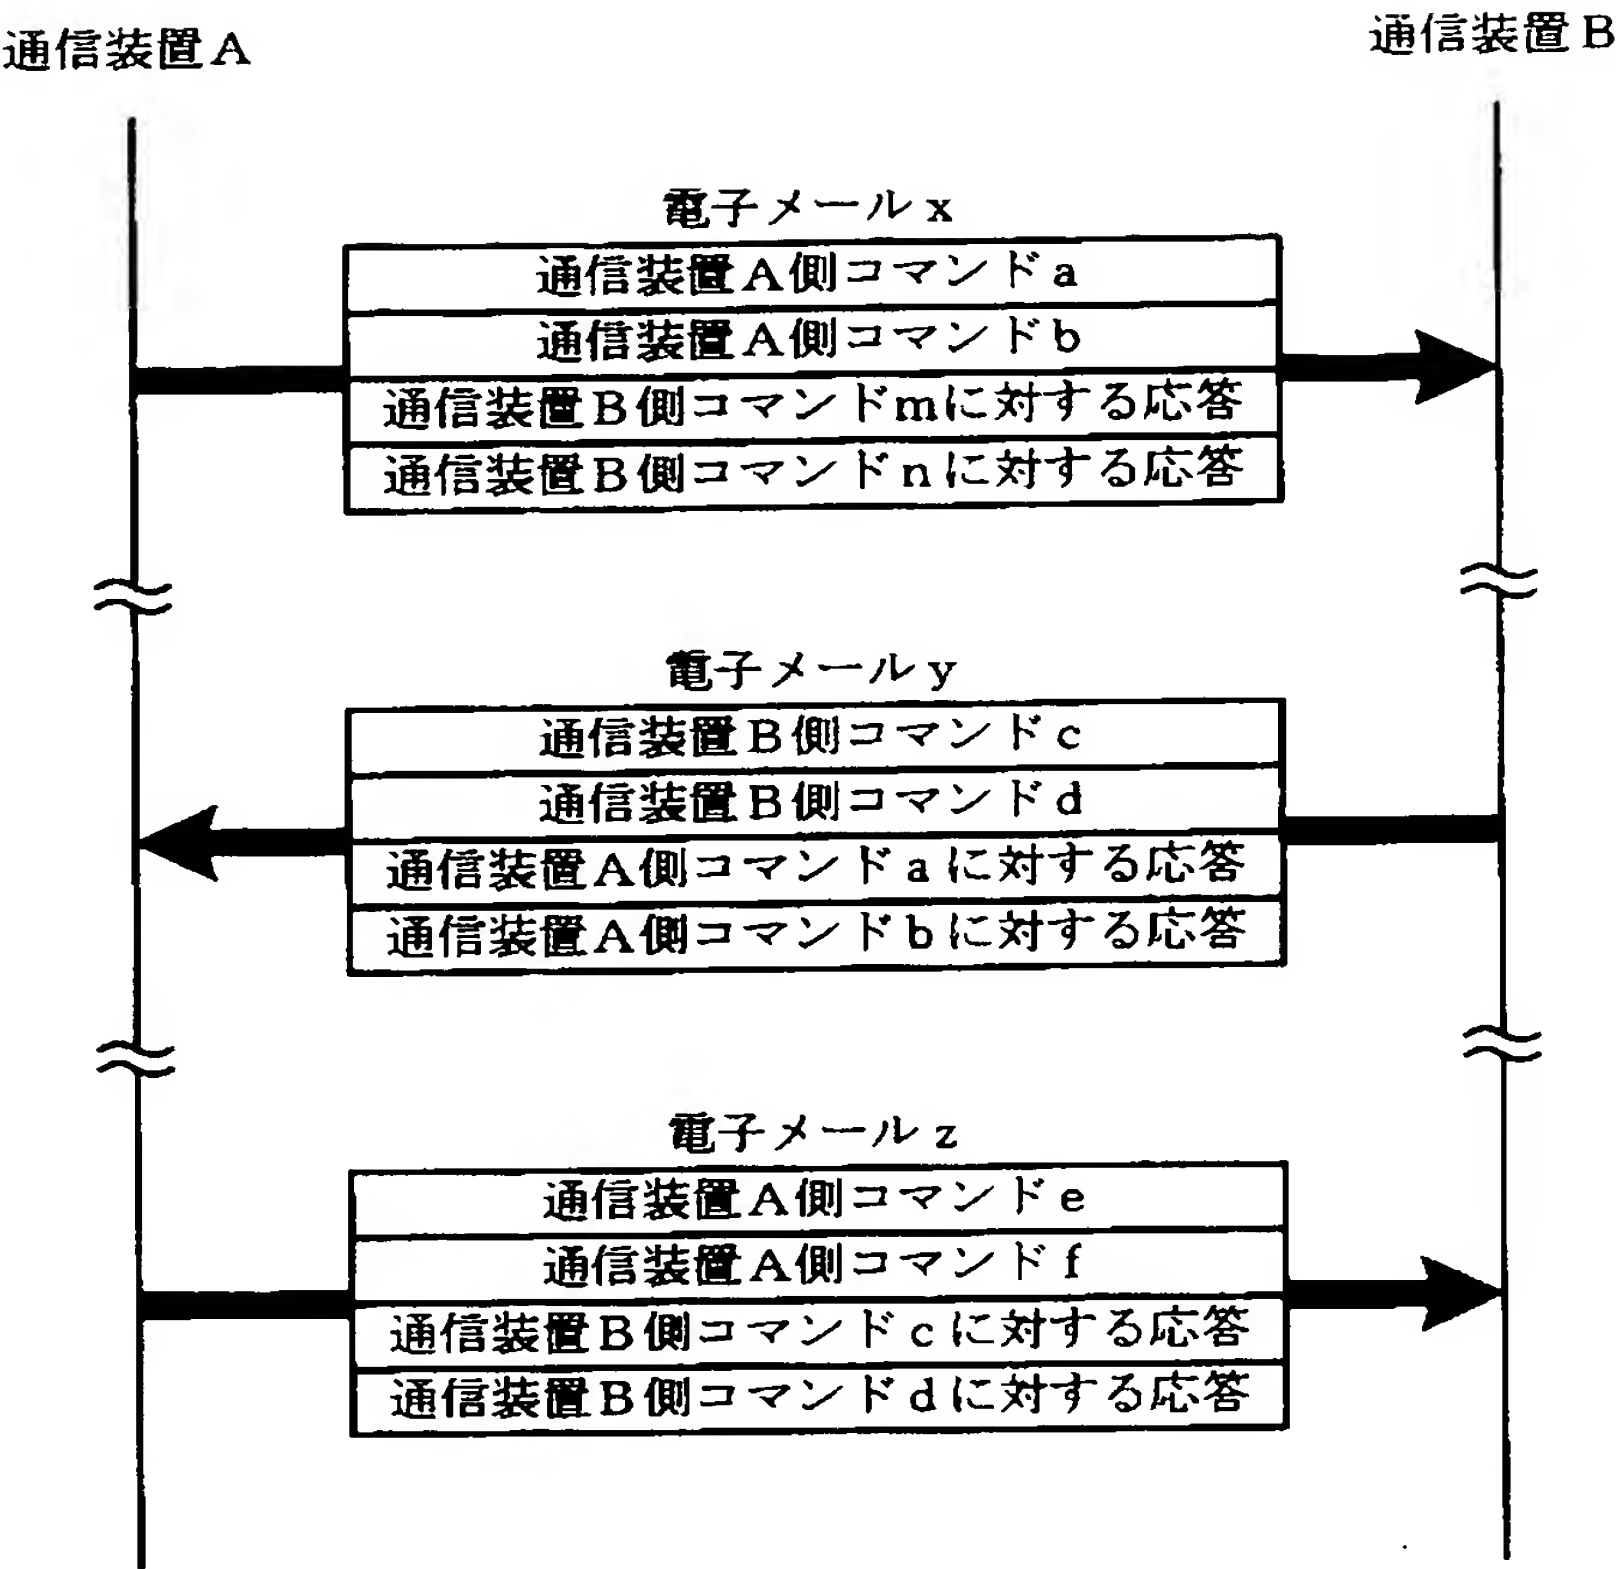 通信装置A
通信装置B
電子メールx
通信装置A側コマンドa
通信装置A側コマンドb
通信装置B側コマンドmに対する応答
通信装置B側コマンドnに対する応答
電子メールy
通信装置B側コマンドc
通信装置B側コマンドd
通信装置A側コマンドaに対する応答
通信装置A側コマンドbに対する応答
電子メールz
通信装置A側コマンドe
通信装置A側コマンドf
通信装置B側コマンドcに対する応答
通信装置B側コマンドdに対する応答